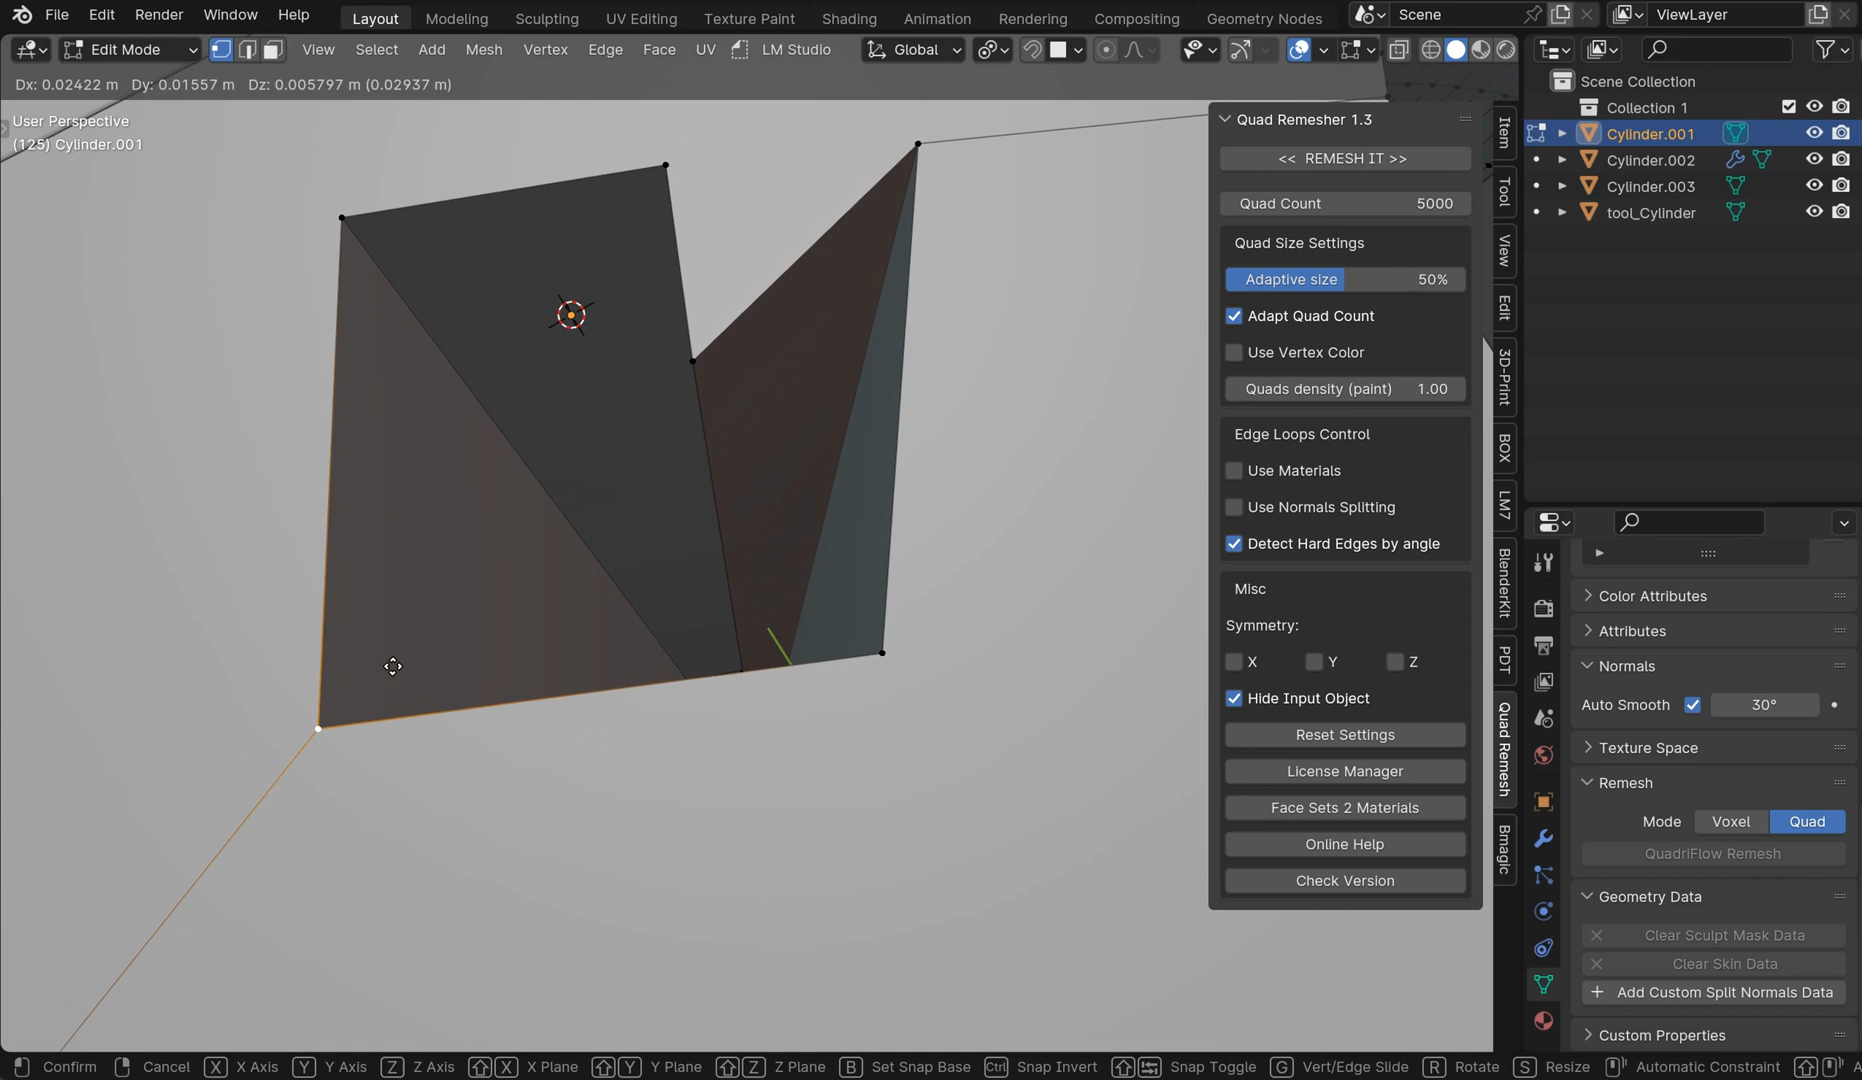 File Edit Render Window Help
Layout Modeling Sculpting UV Editing Texture Paint Shading Animation Rendering Compositing Geometry Nodes
Scene
ViewLayer
Edit Mode
View Select Add Mesh Vertex Edge Face UV LM Studio
Global
Dx: 0.02422 m Dy: 0.01557 m Dz: 0.005797 m (0.02937 m)
User Perspective
(125) Cylinder.001
Quad Remesher 1.3
<< REMESH IT >>
Quad Count 5000
Quad Size Settings
Adaptive size 50%
Adapt Quad Count
Use Vertex Color
Quads density (paint) 1.00
Edge Loops Control
Use Materials
Use Normals Splitting
Detect Hard Edges by angle
Misc
Symmetry:
X Y Z
Hide Input Object
Reset Settings
License Manager
Face Sets 2 Materials
Online Help
Check Version
Item
Tool
View
Edit
3D-Print
BOX
LM7
BlenderKit
PDT
Quad Remesh
Bmagic
Scene Collection
Collection 1
Cylinder.001
Cylinder.002
Cylinder.003
tool_Cylinder
Color Attributes
Attributes
Normals
Auto Smooth 30°
Texture Space
Remesh
Mode Voxel Quad
QuadriFlow Remesh
Geometry Data
Clear Sculpt Mask Data
Clear Skin Data
Add Custom Split Normals Data
Custom Properties
Confirm Cancel X X Axis Y Y Axis Z Z Axis X X Plane Y Y Plane Z Z Plane B Set Snap Base Ctrl Snap Invert Snap Toggle G Vert/Edge Slide R Rotate S Resize Automatic Constraint A